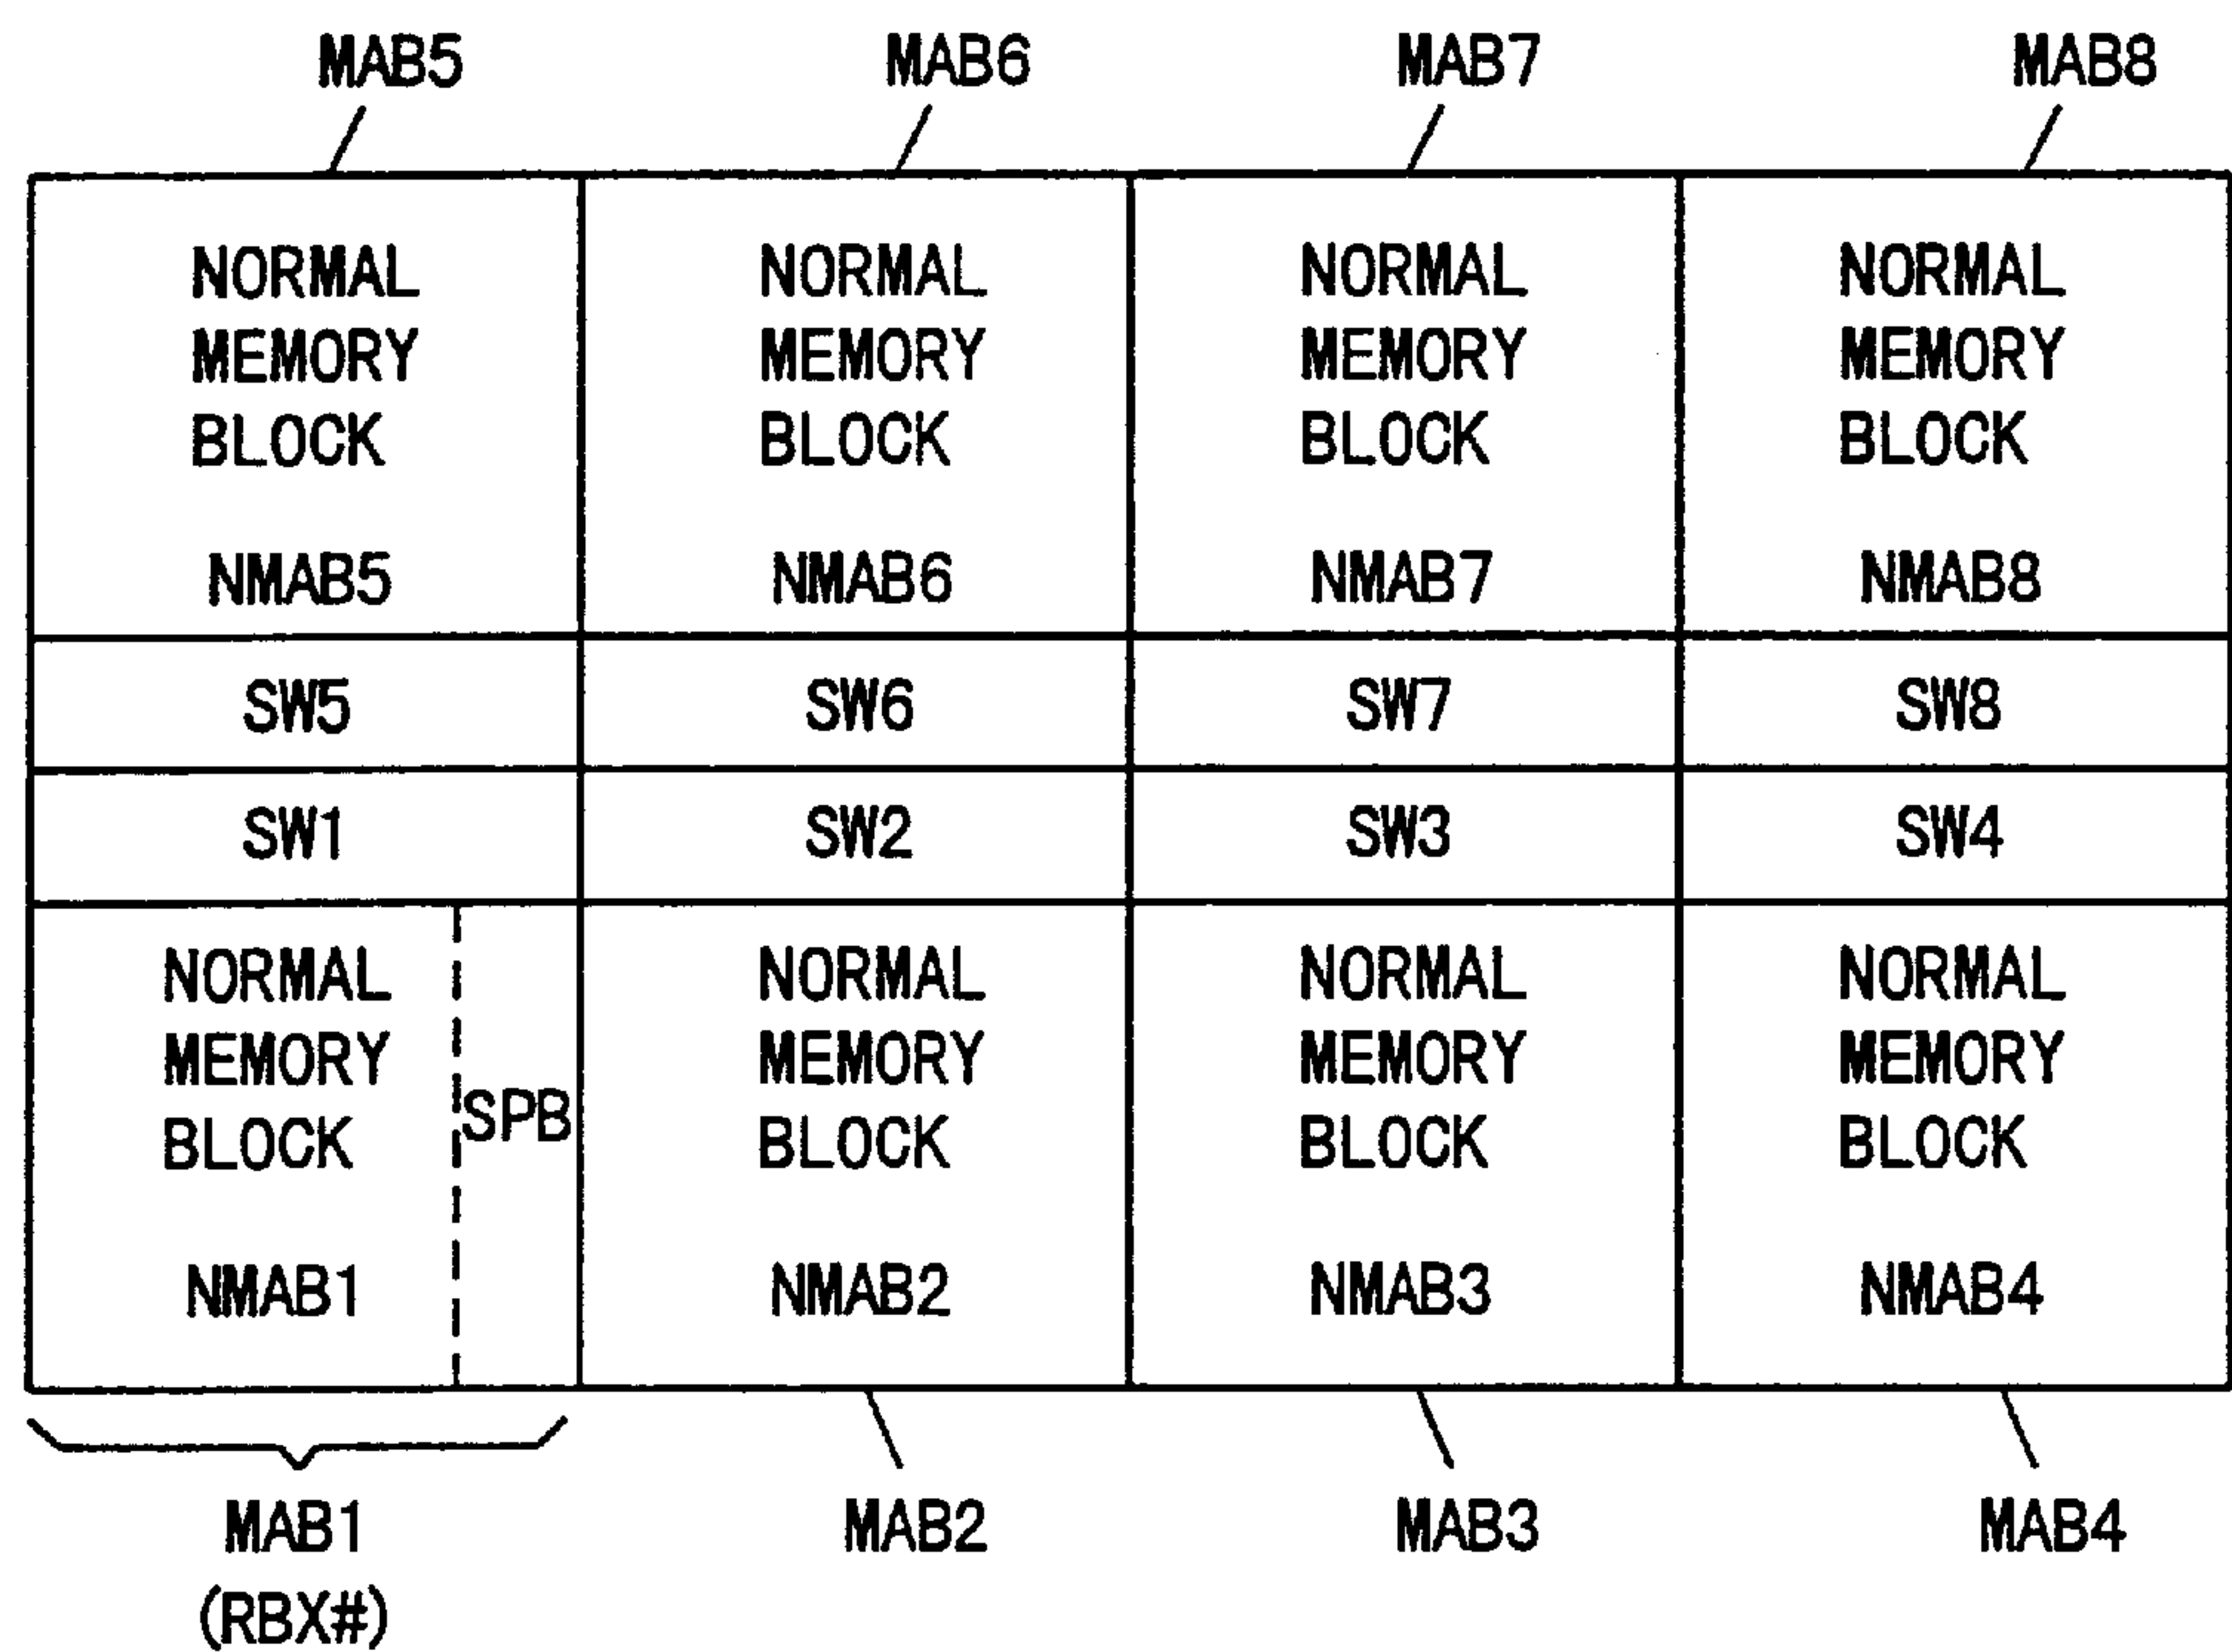 MAB5 MAB6 MAB7 MAB8
NORMAL NORMAL NORMAL NORMAL
MEMORY MEMORY MEMORY MEMORY
BLOCK BLOCK BLOCK BLOCK
NMAB5 NMAB6 NMAB7 NMAB8
SW5 SW6 SW7 SW8
SW1 SW2 SW3 SW4
NORMAL NORMAL NORMAL NORMAL
MEMORY MEMORY MEMORY MEMORY
SPB
BLOCK BLOCK BLOCK BLOCK
NMAB1 NMAB2 NMAB3 NMAB4
MAB1 MAB2 MAB3 MAB4
(RBX#)